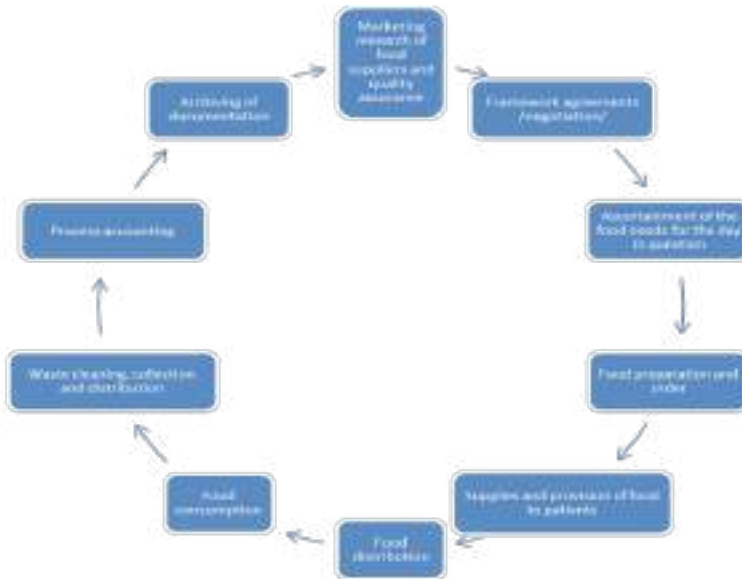 Marketing
research of
food
suppliers and
quality
assurance
Framework agreements
/negotiation/
Ascertainment of the
food needs for the day
in question
Food preparation and
order
Supplies and provision of food
to patients
Food
distribution
Food
consumption
Waste cleaning, collection
and distribution
Process accounting
Archiving of
documentation